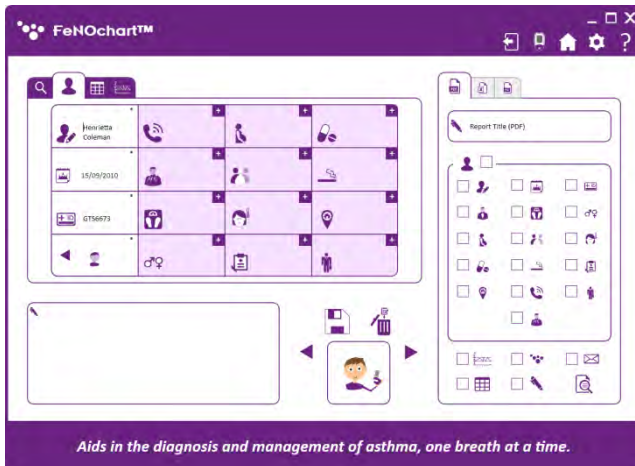 FeNOchart™
Henrietta
Coleman
15/09/2010
GT56673
Report Title (PDF)
Aids in the diagnosis and management of asthma, one breath at a time.